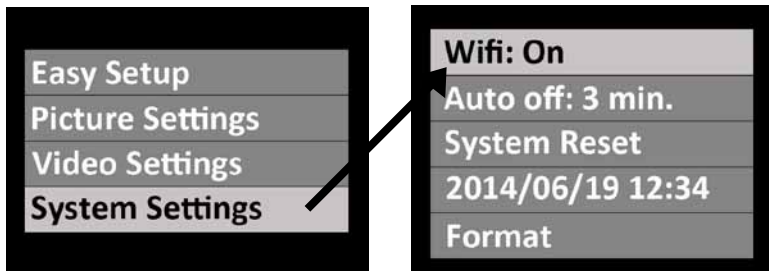 Easy Setup
Picture Settings
Video Settings
System Settings
Wifi: On
Auto off: 3 min.
System Reset
2014/06/19 12:34
Format